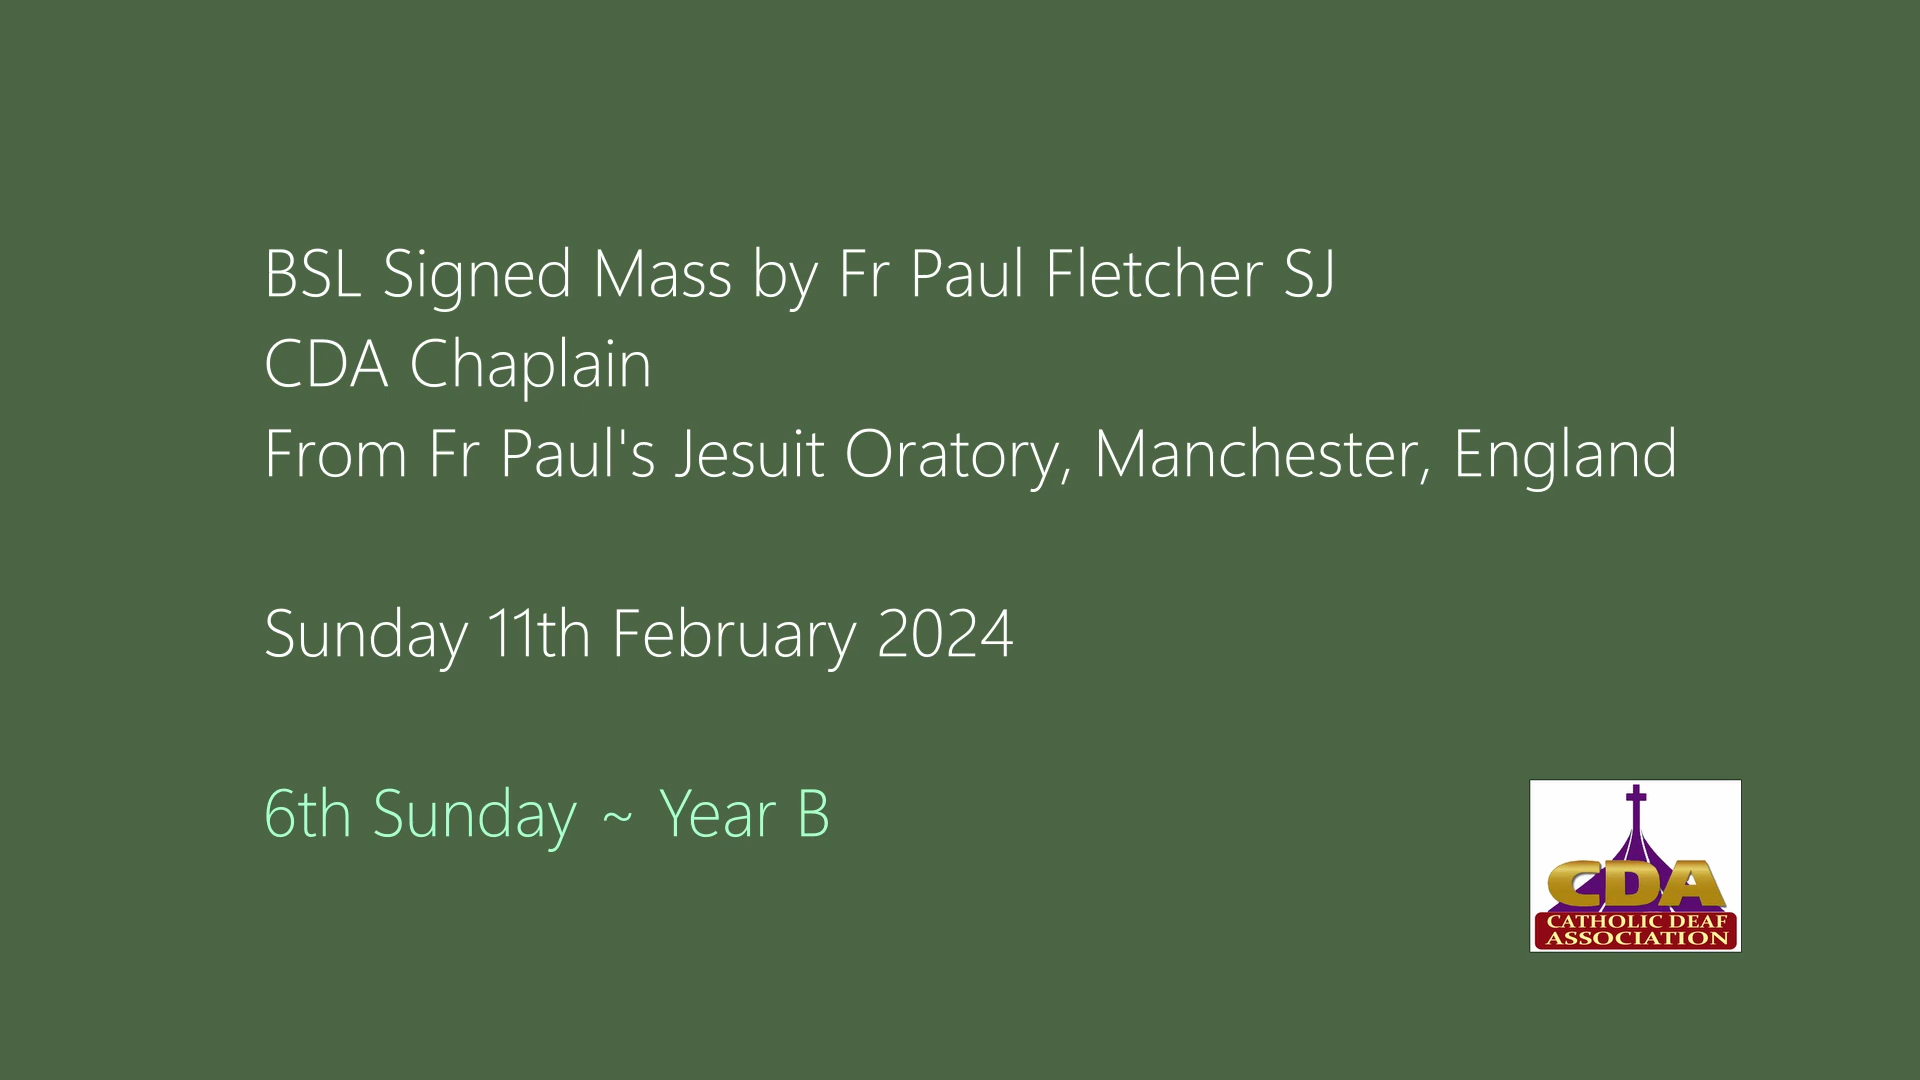 BSL Signed Mass by Fr Paul Fletcher SJ
CDA Chaplain
From Fr Paul's Jesuit Oratory, Manchester, England
Sunday 11th February 2024
6th Sunday ~ Year B
CDA
CATHOLIC DEAF
ASSOCIATION